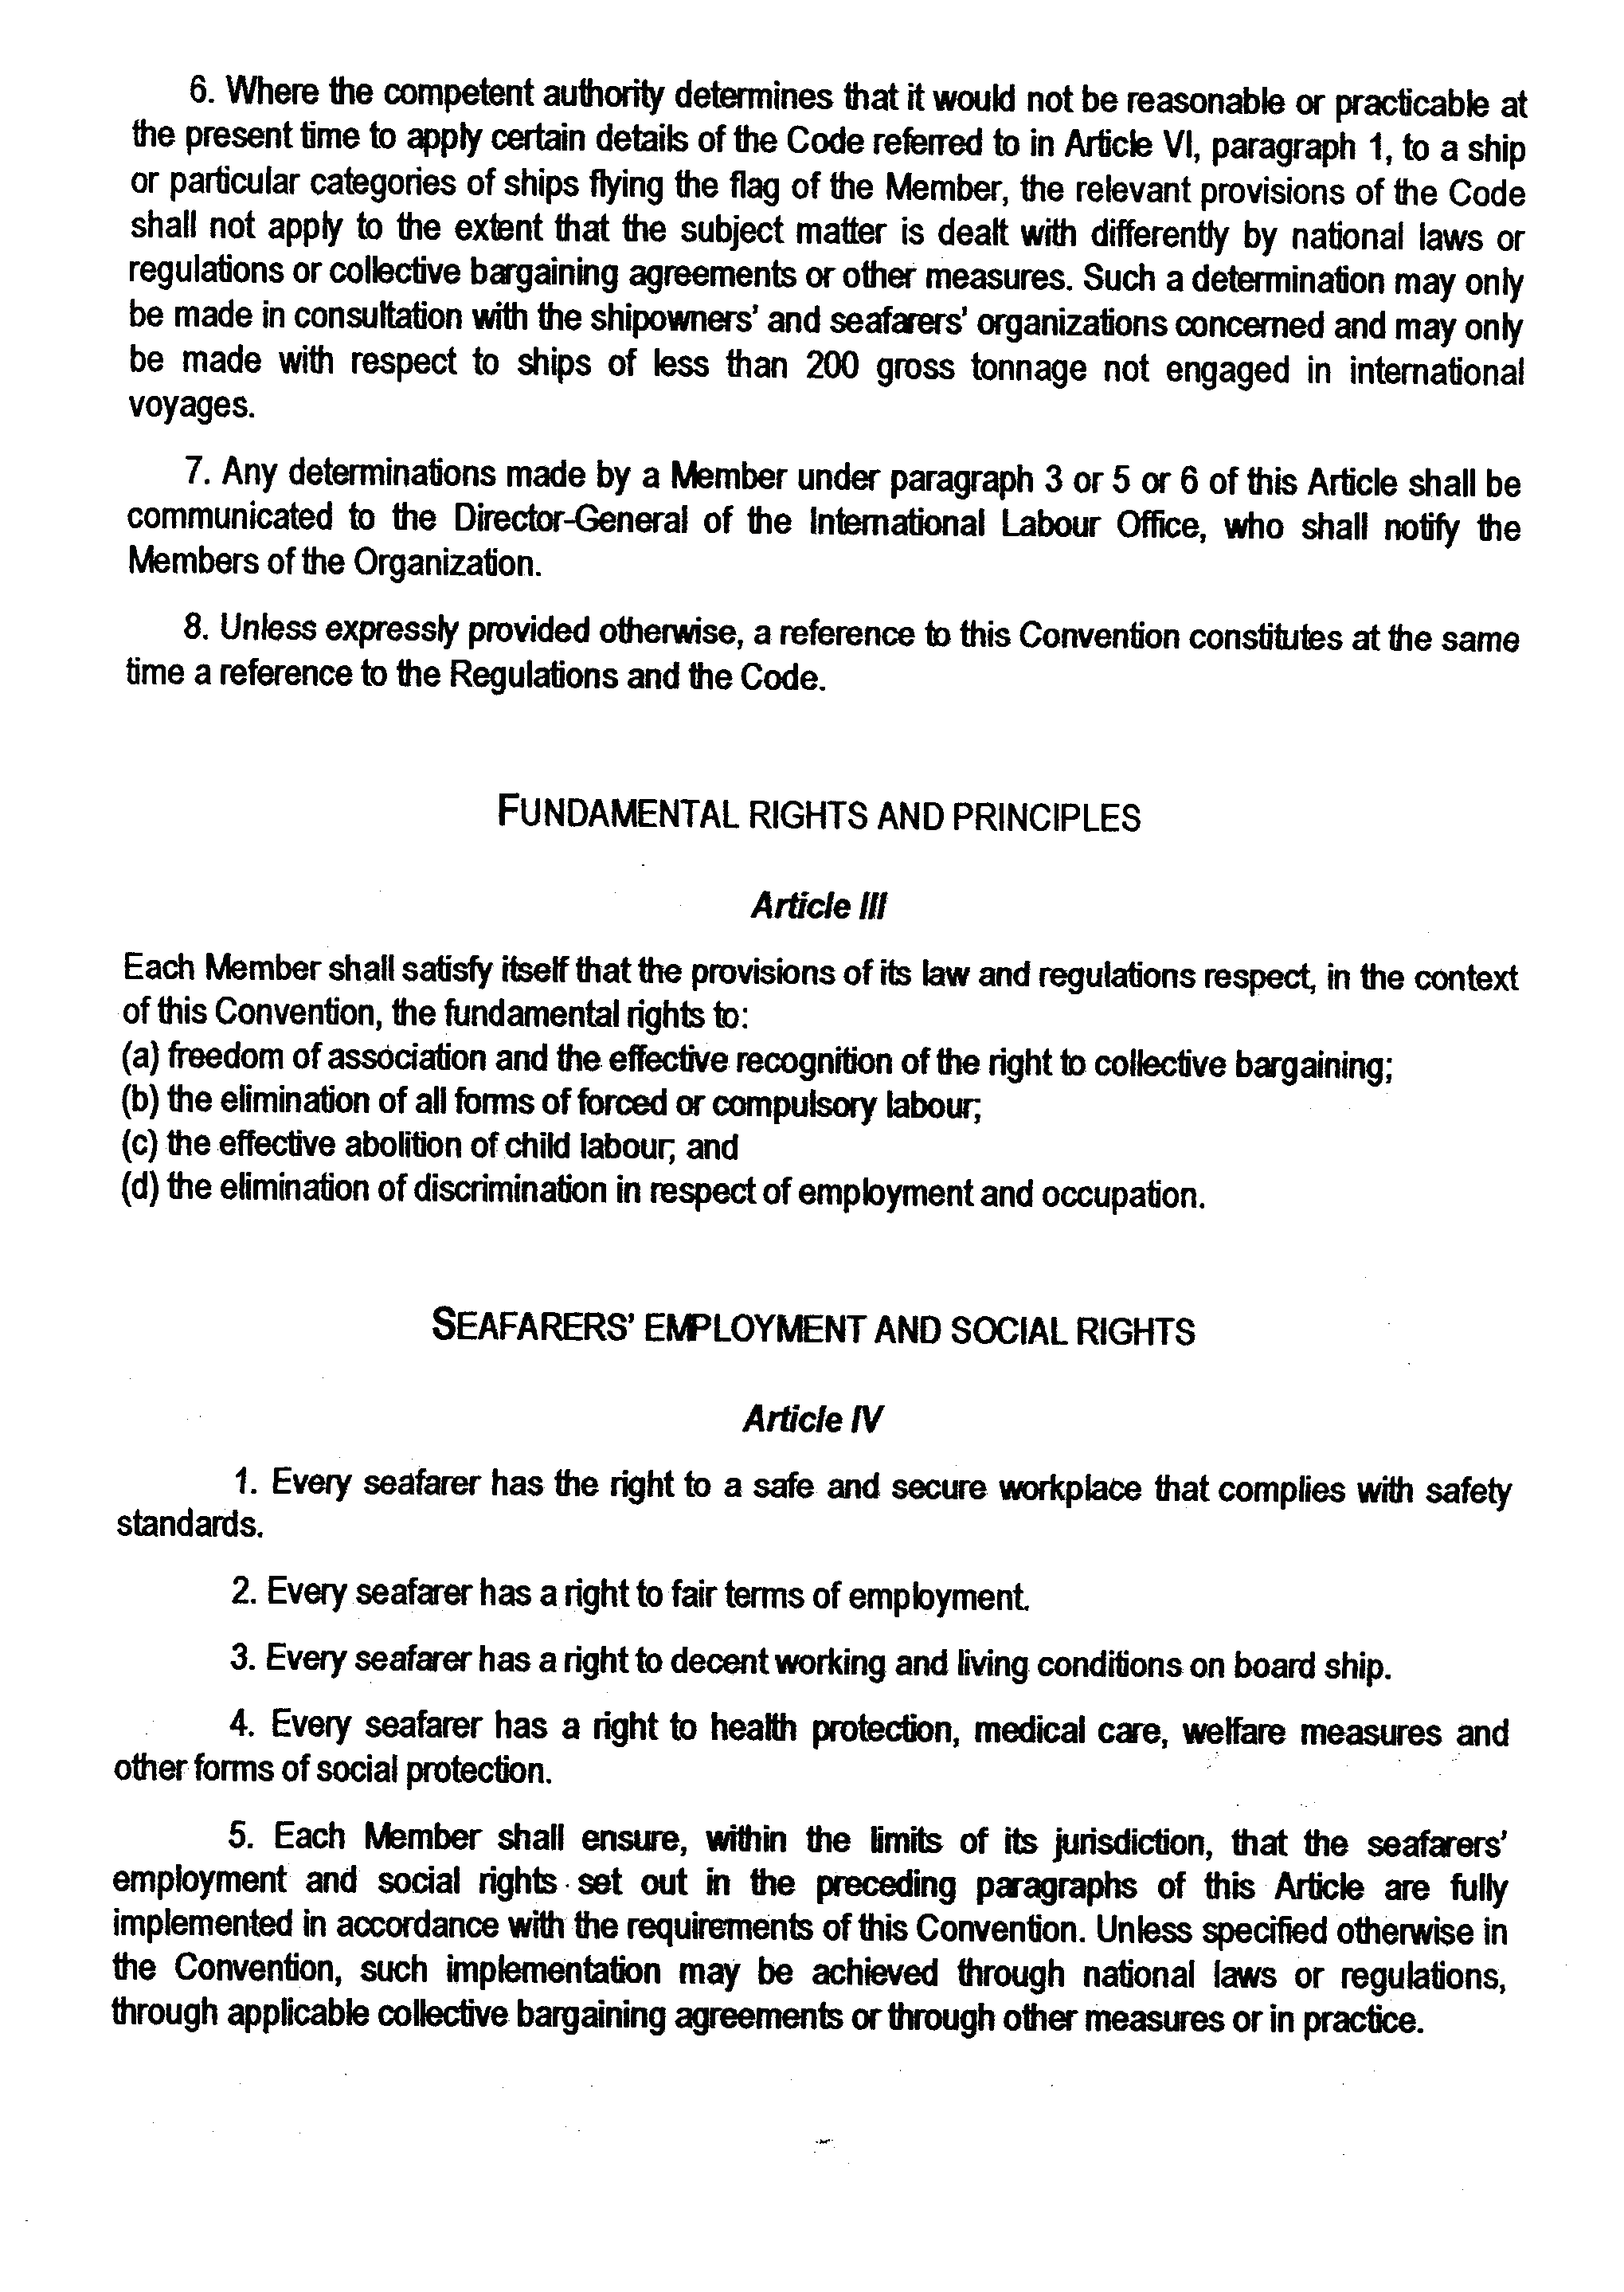 6. Where the competent authority determines that it would not be reasonable or practicable at
the present time to apply certain details of the Code referred to in Article VI, paragraph 1, to a ship
or particular categories of ships flying the flag of the Member, the relevant provisions of the Code
shall not apply to the extent that the subject matter is dealt with differently by national laws or
regulations or collective bargaining agreements or other measures. Such a determination may only
be made in consultation with the shipowners' and seafarers' organizations concerned and may only
be made with respect to ships of less than 200 gross tonnage not engaged in international
voyages.
7. Any determinations made by a Member under paragraph 3 or 5 or 6 of this Article shall be
communicated to the Director-General of the International Labour Office, who shall notify the
Members of the Organization.
8. Unless expressly provided otherwise, a reference to this Convention constitutes at the same
time a reference to the Regulations and the Code.
FUNDAMENTAL RIGHTS AND PRINCIPLES
Article III
Each Member shall satisfy itself that the provisions of its law and regulations respect, in the context
of this Convention, the fundamental rights to:
(a) freedom of association and the effective recognition of the right to collective bargaining;
(b) the elimination of all forms of forced or compulsory labour;
(c) the effective abolition of child labour; and
(d) the elimination of discrimination in respect of employment and occupation.
SEAFARERS' EMPLOYMENT AND SOCIAL RIGHTS
Article IV
1. Every seafarer has the right to a safe and secure workplace that complies with safety
standards.
2. Every seafarer has a right to fair terms of employment.
3. Every seafarer has a right to decent working and living conditions on board ship.
4. Every seafarer has a right to health protection, medical care, welfare measures and
other forms of social protection.
5. Each Member shall ensure, within the limits of its jurisdiction, that the seafarers'
employment and social rights set out in the preceding paragraphs of this Article are fully
implemented in accordance with the requirements of this Convention. Unless specified otherwise in
the Convention, such implementation may be achieved through national laws or regulations,
through applicable collective bargaining agreements or through other measures or in practice.